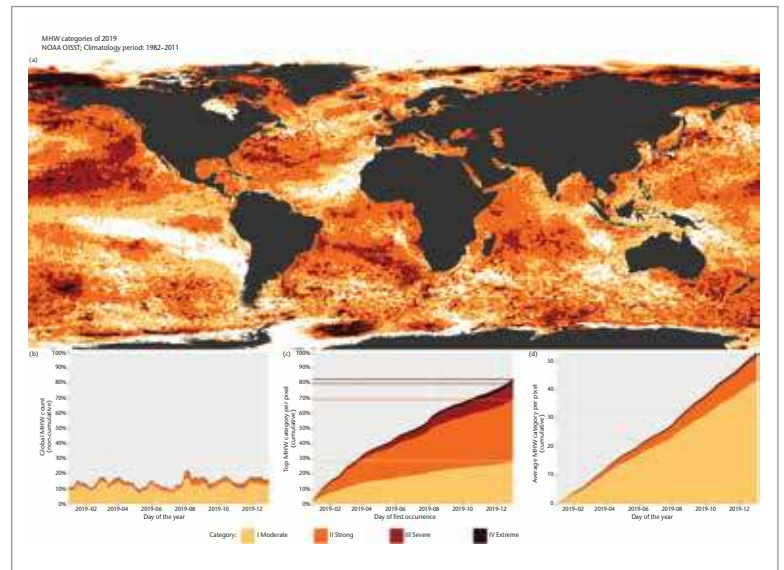 MHW categories of 2019
NOAA OISST; Climatology period: 1982–2011
(a)
(b)
100%
90%
80%
70%
60%
50%
40%
30%
20%
10%
0%
Global MHW count
(non-cumulative)
2019–02
2019–04
2019–06
2019–08
2019–10
2019–12
Day of the year
(c)
100%
90%
80%
70%
60%
50%
40%
30%
20%
10%
0%
Top MHW category per pixel
(cumulative)
2019–02
2019–04
2019–06
2019–08
2019–10
2019–12
Day of first occurrence
(d)
50
40
30
20
10
0
Average MHW category per pixel
(cumulative)
2019–02
2019–04
2019–06
2019–08
2019–10
2019–12
Day of the year
Category:
I Moderate
II Strong
III Severe
IV Extreme